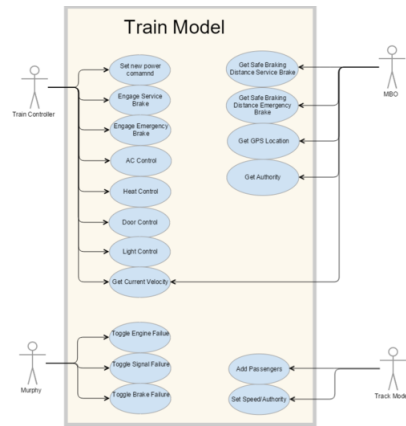 Train Model
Set new power
comamnd
Engage Service
Brake
Engage Emergency
Brake
AC Control
Heat Control
Door Control
Light Control
Get Current Velocity
Get Safe Braking
Distance Service Brake
Get Safe Braking
Distance Emergency
Brake
Get GPS Location
Get Authority
Train Controller
MBO
Toggle Engine Failue
Toggle Signal Failure
Toggle Brake Failure
Add Passengers
Set Speed/Authority
Murphy
Track Mode